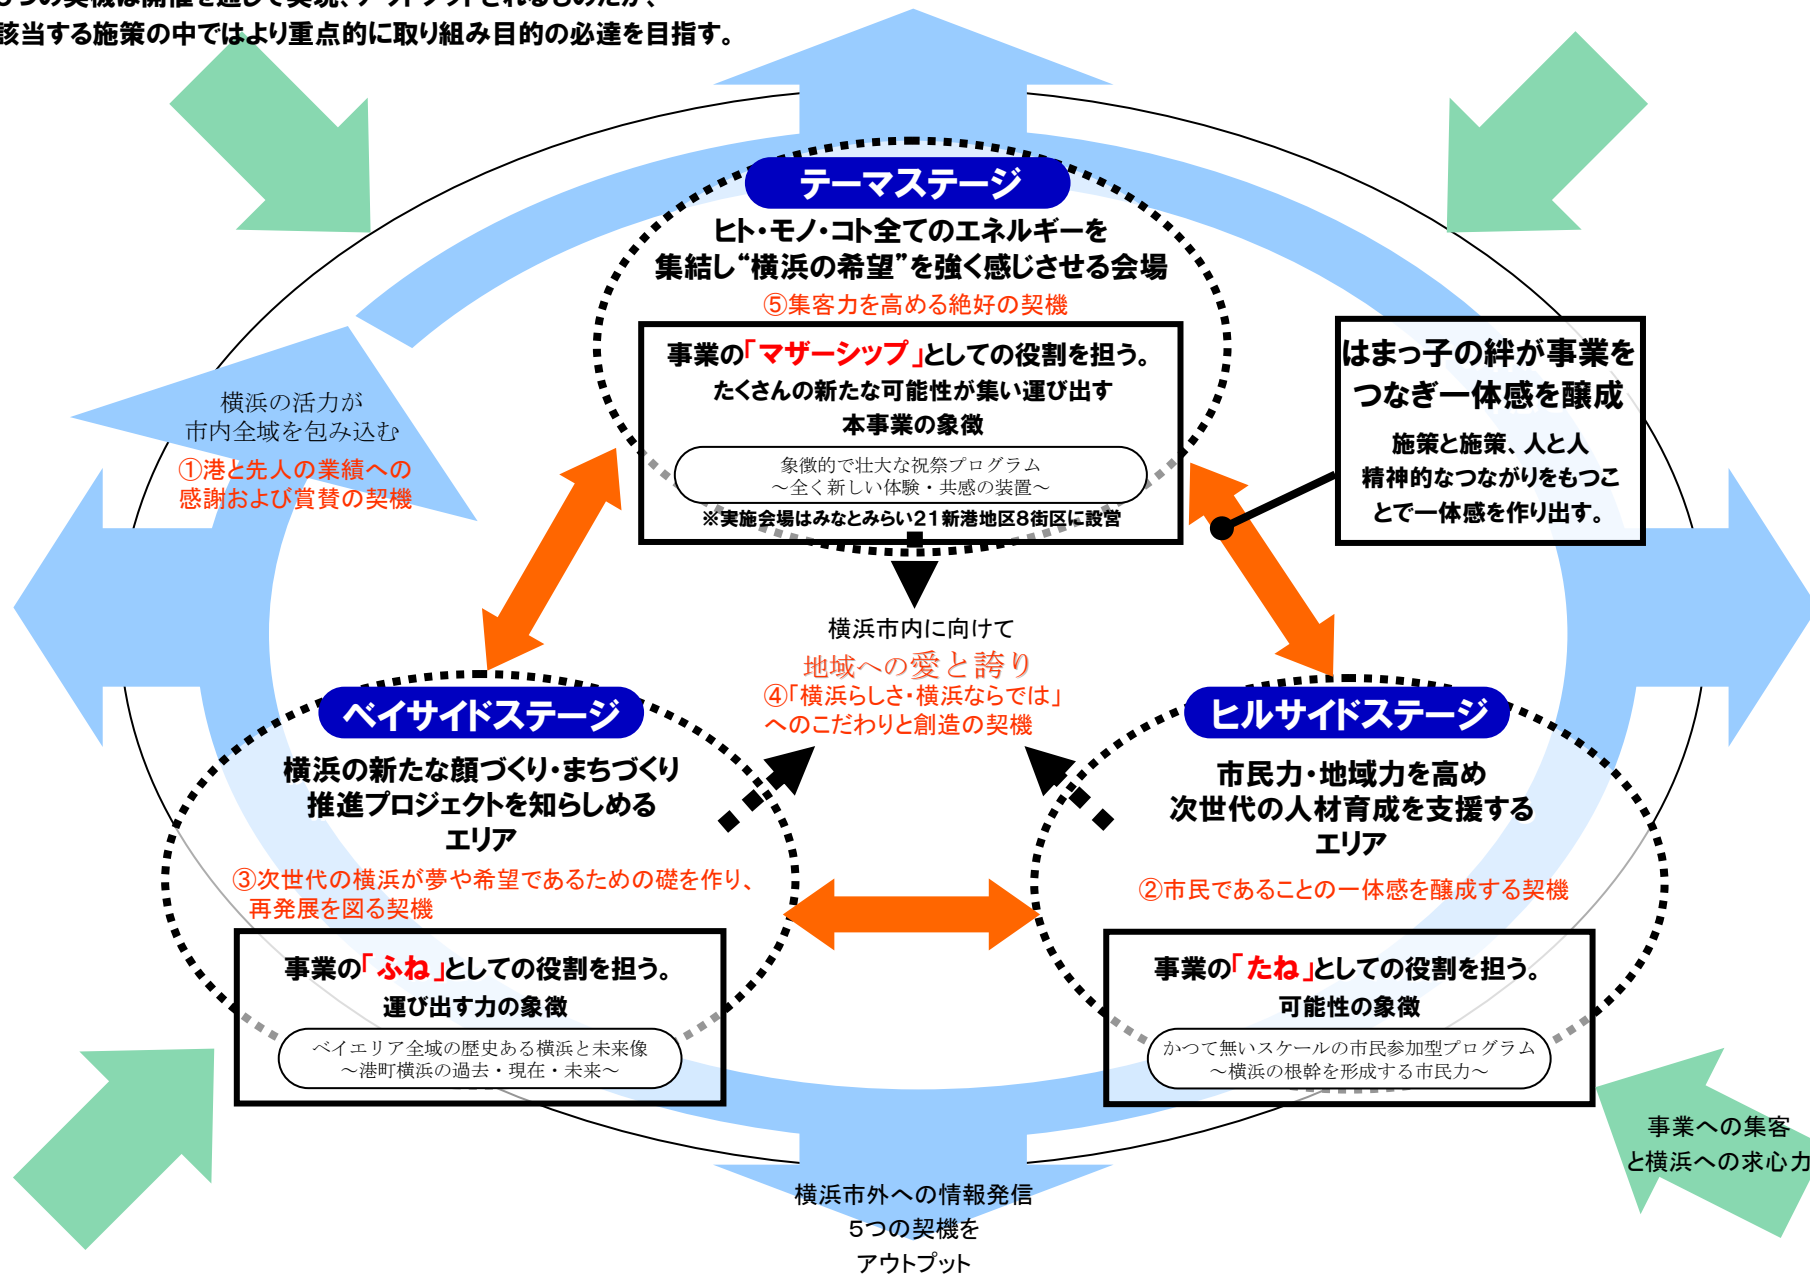 5つの契機は開催を通じて実現、アウトプットされるものだが、
該当する施策の中ではより重点的に取り組み目的の必達を目指す。
テーマステージ
ヒト・モノ・コト全てのエネルギーを
集結し“横浜の希望”を強く感じさせる会場
⑤集客力を高める絶好の契機
事業の「マザーシップ」としての役割を担う。
たくさんの新たな可能性が集い運び出す
本事業の象徴
象徴的で壮大な祝祭プログラム
～全く新しい体験・共感の装置～
※実施会場はみなとみらい21新港地区8街区に設営
はまっ子の絆が事業を
つなぎ一体感を醸成
施策と施策、人と人
精神的なつながりをもつこ
とで一体感を作り出す。
横浜の活力が
市内全域を包み込む
①港と先人の業績への
感謝および賞賛の契機
横浜市内に向けて
地域への愛と誇り
④「横浜らしさ・横浜ならでは」
へのこだわりと創造の契機
ベイサイドステージ
横浜の新たな顔づくり・まちづくり
推進プロジェクトを知らしめる
エリア
③次世代の横浜が夢や希望であるための礎を作り、
再発展を図る契機
事業の「ふね」としての役割を担う。
運び出す力の象徴
ベイエリア全域の歴史ある横浜と未来像
～港町横浜の過去・現在・未来～
ヒルサイドステージ
市民力・地域力を高め
次世代の人材育成を支援する
エリア
②市民であることの一体感を醸成する契機
事業の「たね」としての役割を担う。
可能性の象徴
かつて無いスケールの市民参加型プログラム
～横浜の根幹を形成する市民力～
事業への集客
と横浜への求心力
横浜市外への情報発信
5つの契機を
アウトプット